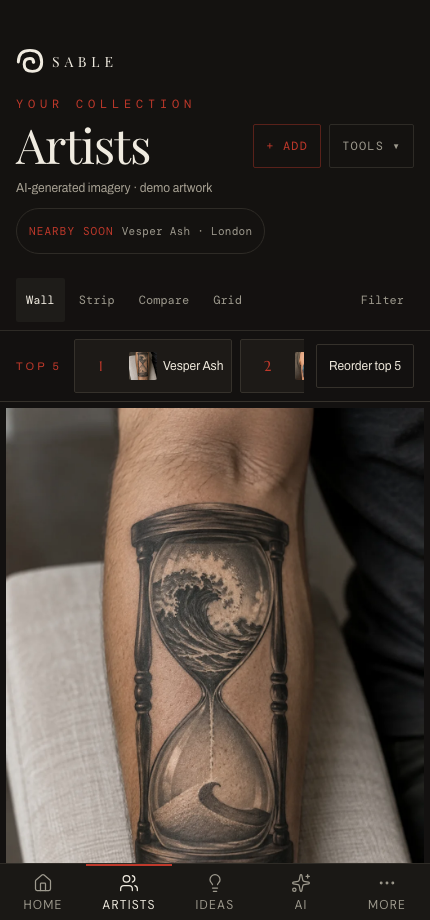 SABLE
YOUR COLLECTION
Artists
+ ADD
TOOLS ▾
AI-generated imagery · demo artwork
NEARBY SOON Vesper Ash · London
Wall Strip Compare Grid Filter
TOP 5 1 Vesper Ash 2 Reorder top 5
HOME ARTISTS IDEAS AI MORE